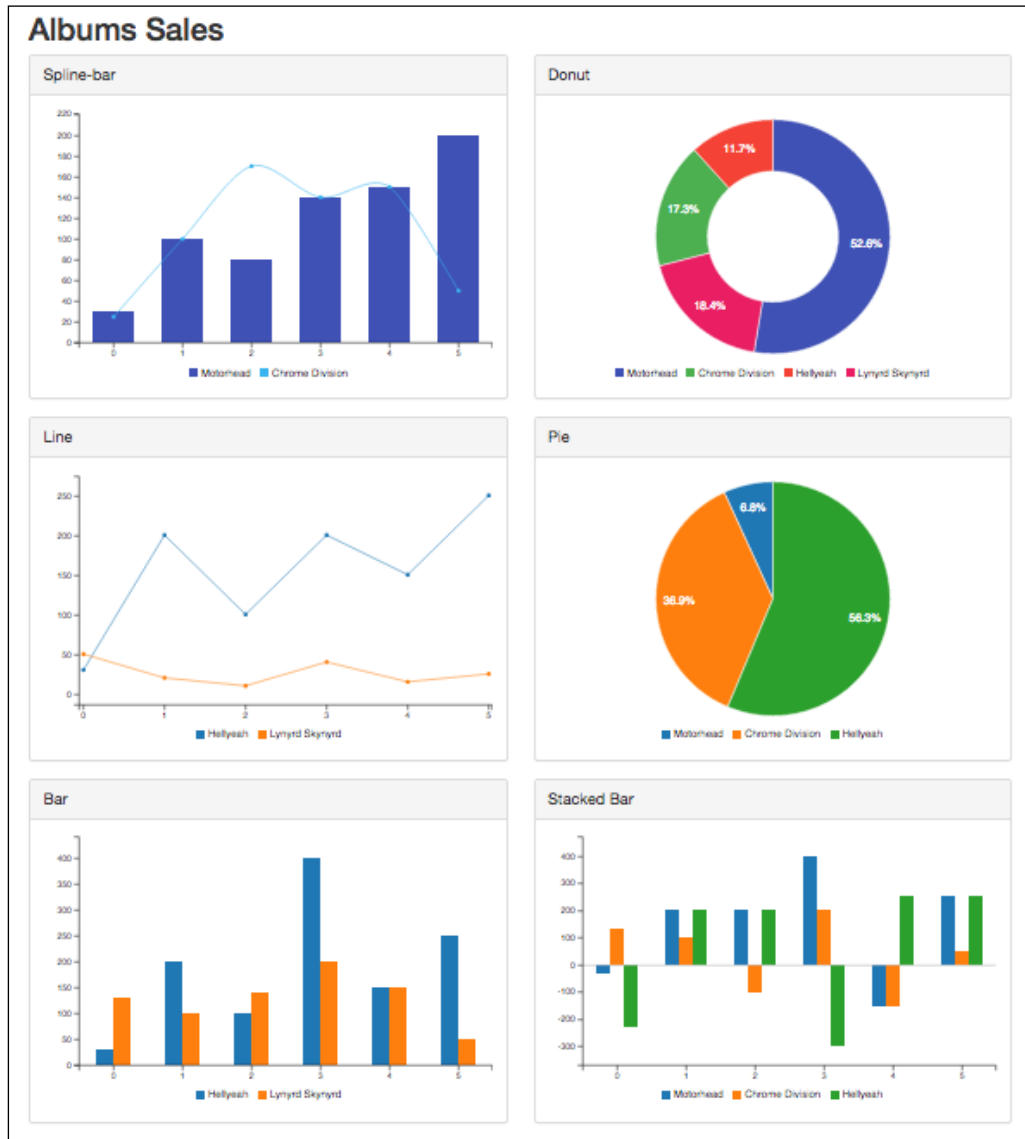 Albums Sales
Spline-bar
220
200
180
160
140
120
100
80
60
40
20
0
0 1 2 3 4 5
Motorhead Chrome Division
Donut
11.7%
17.3%
52.6%
18.4%
Motorhead Chrome Division Hellyeah Lynyrd Skynyrd
Line
250
200
150
100
50
0
0 1 2 3 4 5
Hellyeah Lynyrd Skynyrd
Pie
6.8%
36.9%
56.3%
Motorhead Chrome Division Hellyeah
Bar
400
350
300
250
200
150
100
50
0
0 1 2 3 4 5
Hellyeah Lynyrd Skynyrd
Stacked Bar
400
300
200
100
0
-100
-200
-300
0 1 2 3 4 5
Motorhead Chrome Division Hellyeah